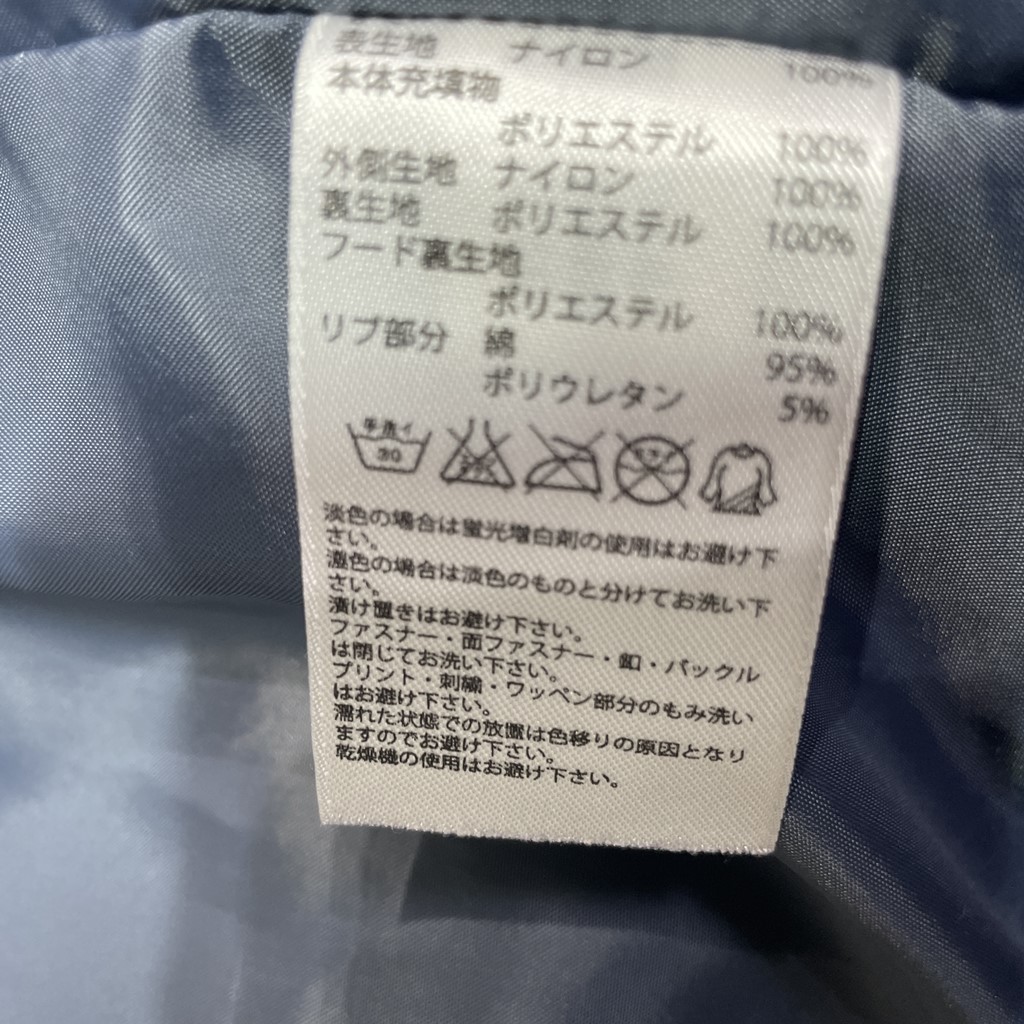 表生地 ナイロン 100%
本体充填物
ポリエステル 100%
外側生地 ナイロン 100%
裏生地 ポリエステル 100%
フード裏生地
ポリエステル 100%
リブ部分 綿 95%
ポリウレタン 5%
手洗イ
30
淡色の場合は蛍光増白剤の使用はお避け下
さい。
濃色の場合は淡色のものと分けてお洗い下
さい。
漬け置きはお避け下さい。
ファスナー・面ファスナー・釦・バックル
は閉じてお洗い下さい。
プリント・刺繍・ワッペン部分のもみ洗い
はお避け下さい。
濡れた状態での放置は色移りの原因となり
ますのでお避け下さい。
乾燥機の使用はお避け下さい。